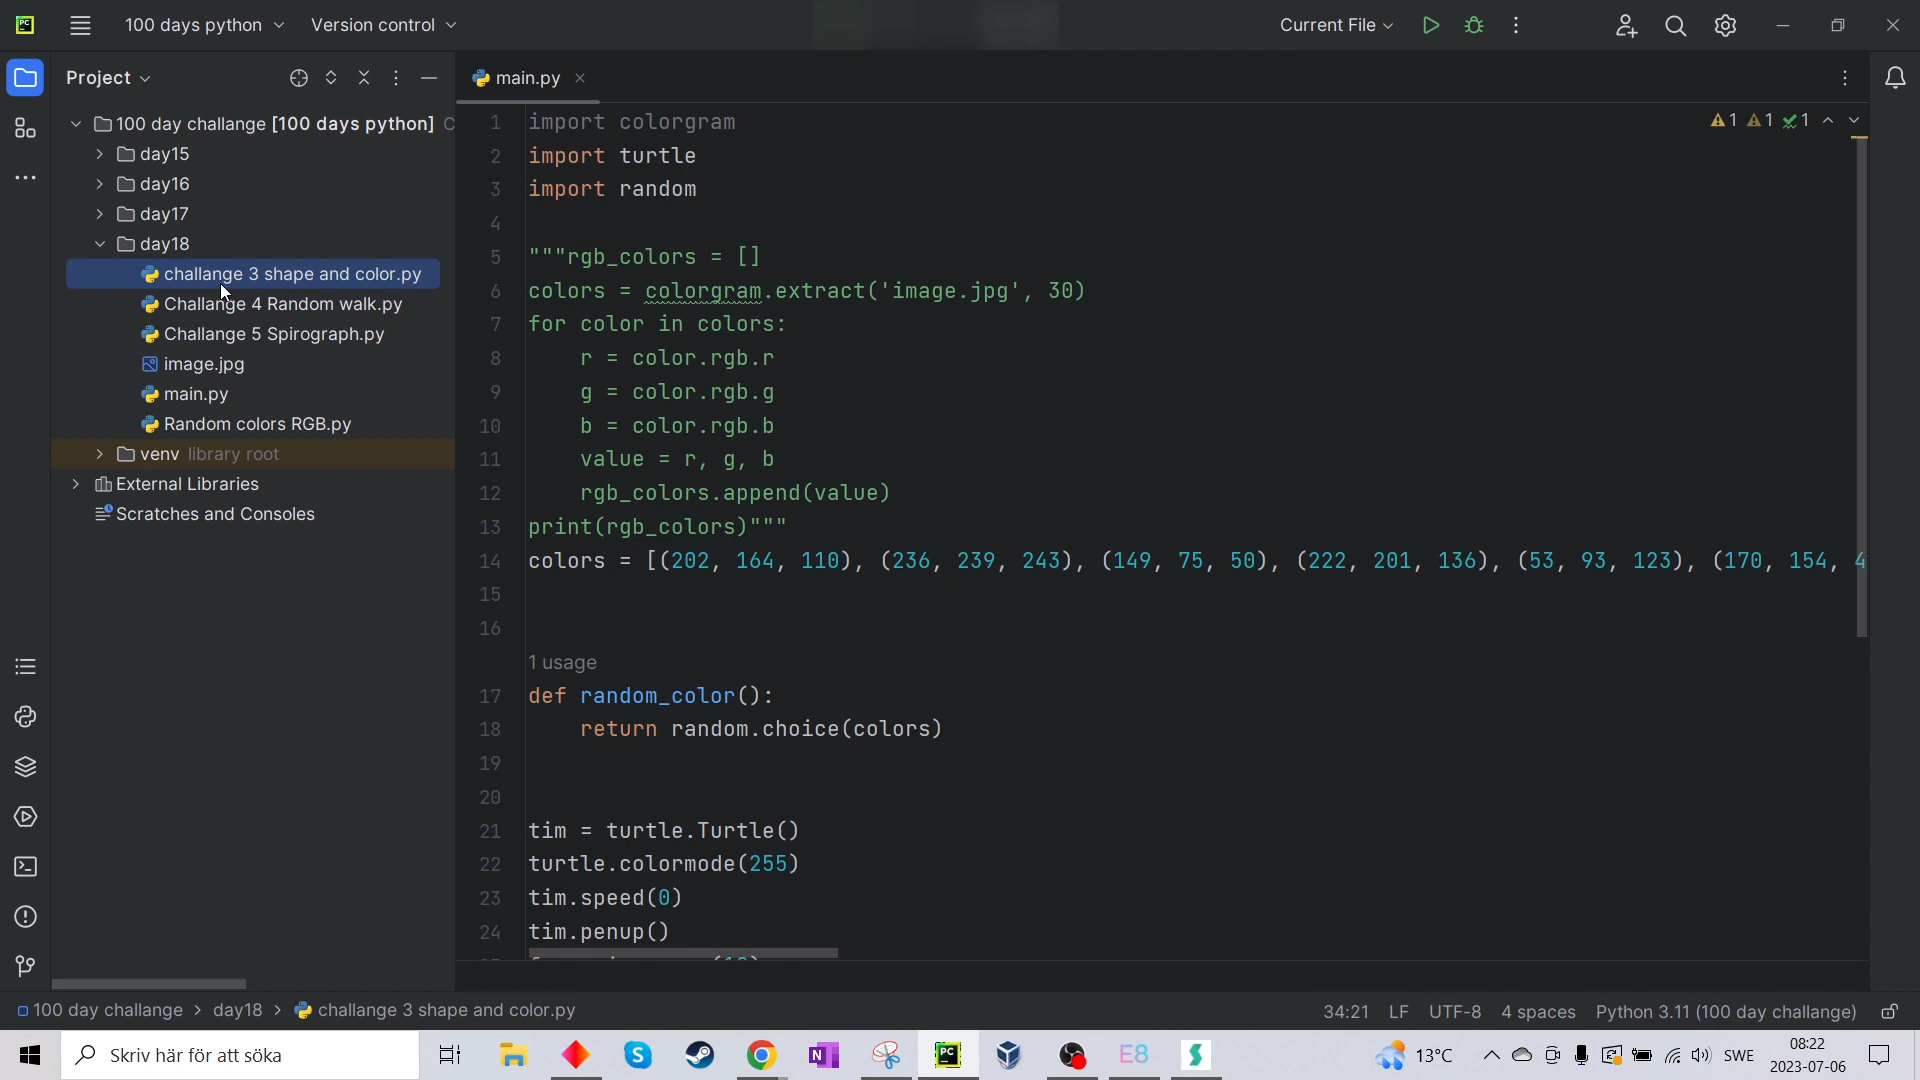 100 days python
Version control
Current File
Project
main.py
100 day challange [100 days python] C
day15
day16
day17
day18
challange 3 shape and color.py
Challange 4 Random walk.py
Challange 5 Spirograph.py
image.jpg
main.py
Random colors RGB.py
venv library root
External Libraries
Scratches and Consoles
1 import colorgram
2 import turtle
3 import random
4
5 """rgb_colors = []
6 colors = colorgram.extract('image.jpg', 30)
7 for color in colors:
8 r = color.rgb.r
9 g = color.rgb.g
10 b = color.rgb.b
11 value = r, g, b
12 rgb_colors.append(value)
13 print(rgb_colors)"""
14 colors = [(202, 164, 110), (236, 239, 243), (149, 75, 50), (222, 201, 136), (53, 93, 123), (170, 154, 4
15
16
1 usage
17 def random_color():
18 return random.choice(colors)
19
20
21 tim = turtle.Turtle()
22 turtle.colormode(255)
23 tim.speed(0)
24 tim.penup()
1 1 1
100 day challange > day18 > challange 3 shape and color.py
34:21 LF UTF-8 4 spaces Python 3.11 (100 day challange)
Skriv här för att söka
PC
E8
13°C
SWE
08:22
2023-07-06